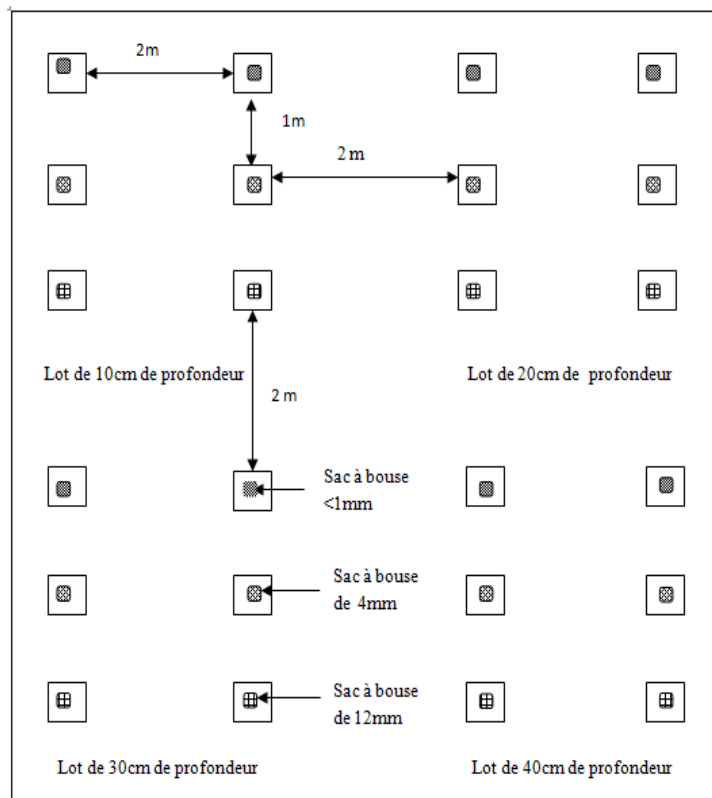 2m
1m
2 m
Lot de 10cm de profondeur
Lot de 20cm de profondeur
2 m
Sac à bouse
<1mm
Sac à bouse
de 4mm
Sac à bouse
de 12mm
Lot de 30cm de profondeur
Lot de 40cm de profondeur